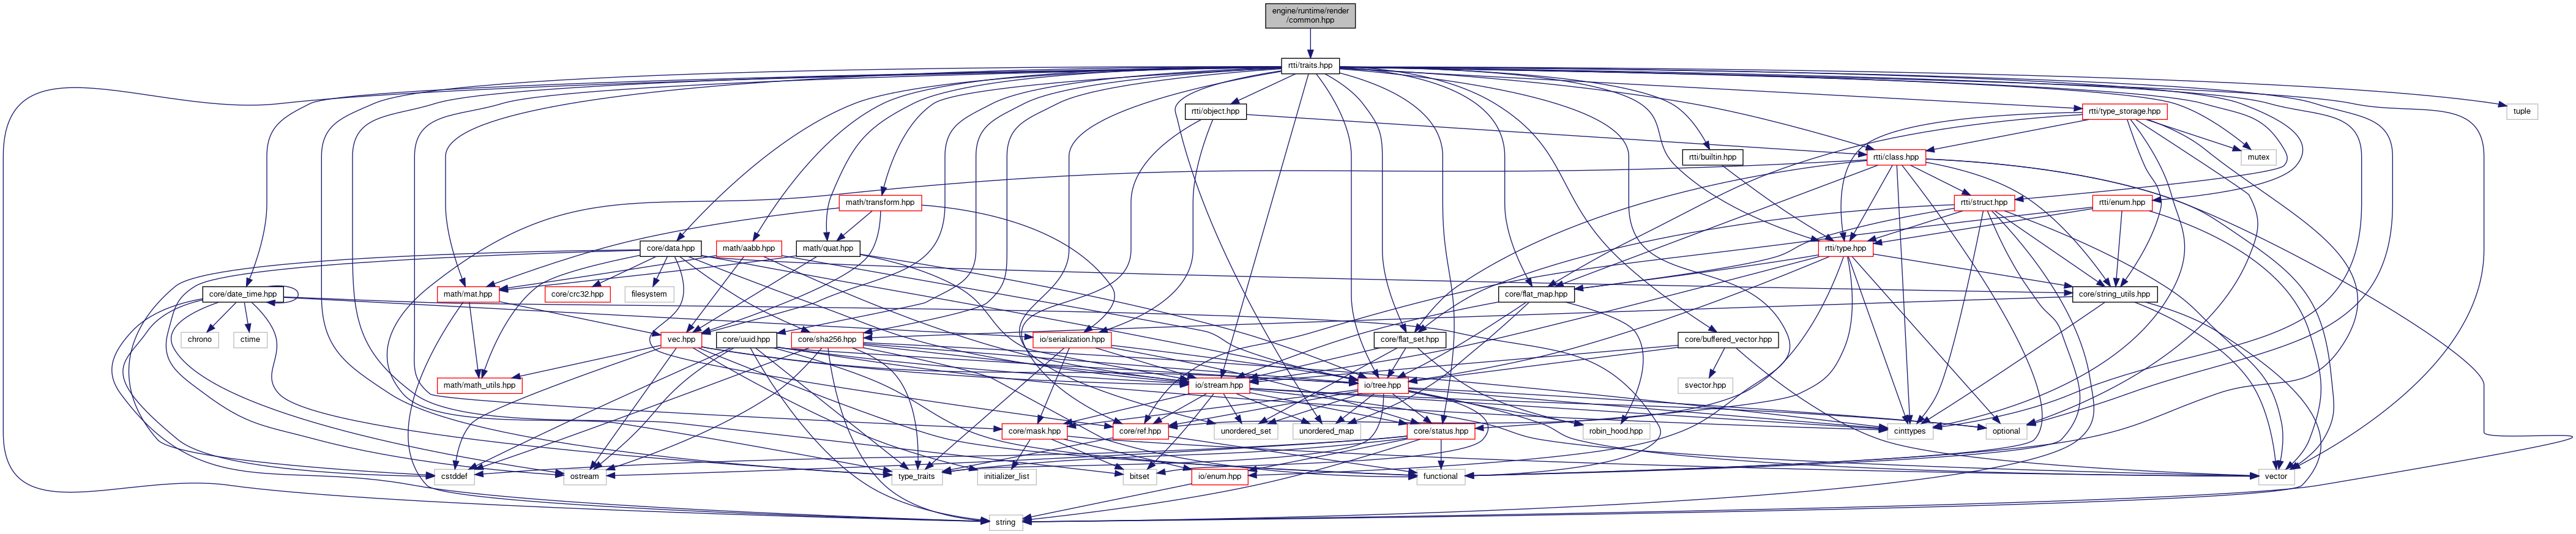 engine/runtime/render
/common.hpp
rtti/traits.hpp
rtti/object.hpp
rtti/type_storage.hpp
tuple
rtti/builtin.hpp
rtti/class.hpp
mutex
math/transform.hpp
rtti/struct.hpp
rtti/enum.hpp
core/data.hpp
math/aabb.hpp
math/quat.hpp
rtti/type.hpp
core/date_time.hpp
math/mat.hpp
core/crc32.hpp
filesystem
core/flat_map.hpp
core/string_utils.hpp
chrono
ctime
vec.hpp
core/uuid.hpp
core/sha256.hpp
io/serialization.hpp
core/flat_set.hpp
core/buffered_vector.hpp
math/math_utils.hpp
io/stream.hpp
io/tree.hpp
svector.hpp
core/mask.hpp
core/ref.hpp
unordered_set
unordered_map
core/status.hpp
robin_hood.hpp
cinttypes
optional
cstddef
ostream
type_traits
initializer_list
bitset
io/enum.hpp
functional
vector
string